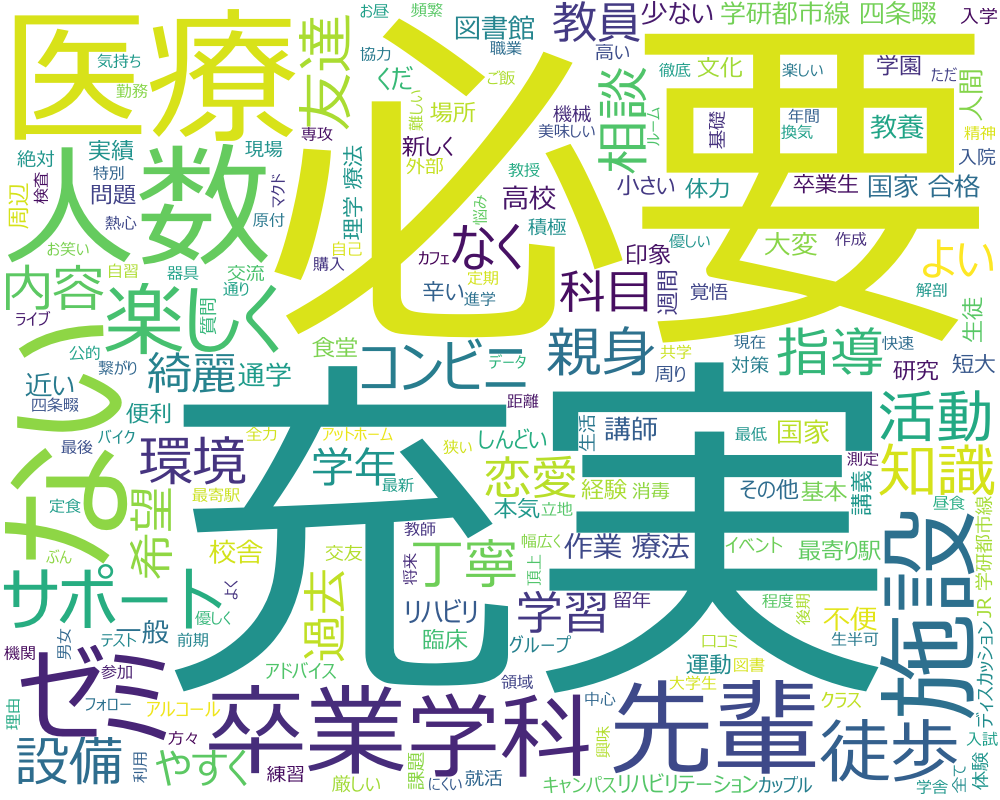 医療
必要
充実
人数
ない
施設
卒業
学科
先輩
ゼミ
徒歩
設備
やすく
サポート
希望
過去
丁寧
学習
知識
活動
指導
親身
科目
恋愛
コンビニ
環境
綺麗
楽しく
内容
なく
友達
相談
教員
よい
気持ち
勤務
お昼
頻繁
協力
くだ
図書館
職業
ご飯
難しい
場所
少ない
高い
学研都市線 四条畷
入学
徹底
文化
楽しい
学園
ただ
人間
ルーム
機械
美味しい
基礎
年間
換気
教養
精神
専攻
新しく
外部
教授
小さい
体力
卒業生
国家 合格
入院
絶対
実績
現場
特別
問題
周辺
検査
熱心
原付
マクド
理学 療法
高校
積極
悩み
印象
優しい
大変
作成
お笑い
自己
購入
カフェ
定期
辛い
進学
週間
覚悟
解剖
生徒
自習
器具
交流
通り
質問
ライブ
公的
繋がり
食堂
データ
共学
周り
現在
対策
快速
研究
短大
近い
四条畷
通学
便利
距離
バイク
最後
全力
アットホーム
狭い
しんどい
生活
講師
最低
国家
測定
定食
最寄駅
学年
最新
経験
消毒
本気
立地
その他
基本
講義
昼食
ぶん
校舎
交友
教師
幅広く
頂上
作業 療法
イベント
最寄り駅
JR 学研都市線
優しく
よく
将来
リハビリ
留年
程度
後期
不便
男女
テスト
一般
前期
臨床
グループ
口コミ
生半可
機関
参加
アドバイス
領域
運動
図書
ディスカッション
理由
フォロー
アルコール
方々
中心
大学生
クラス
入試
利用
練習
厳しい
課題
にくい
就活
興味
キャンパス
リハビリテーション
カップル
学舎
全て
体験